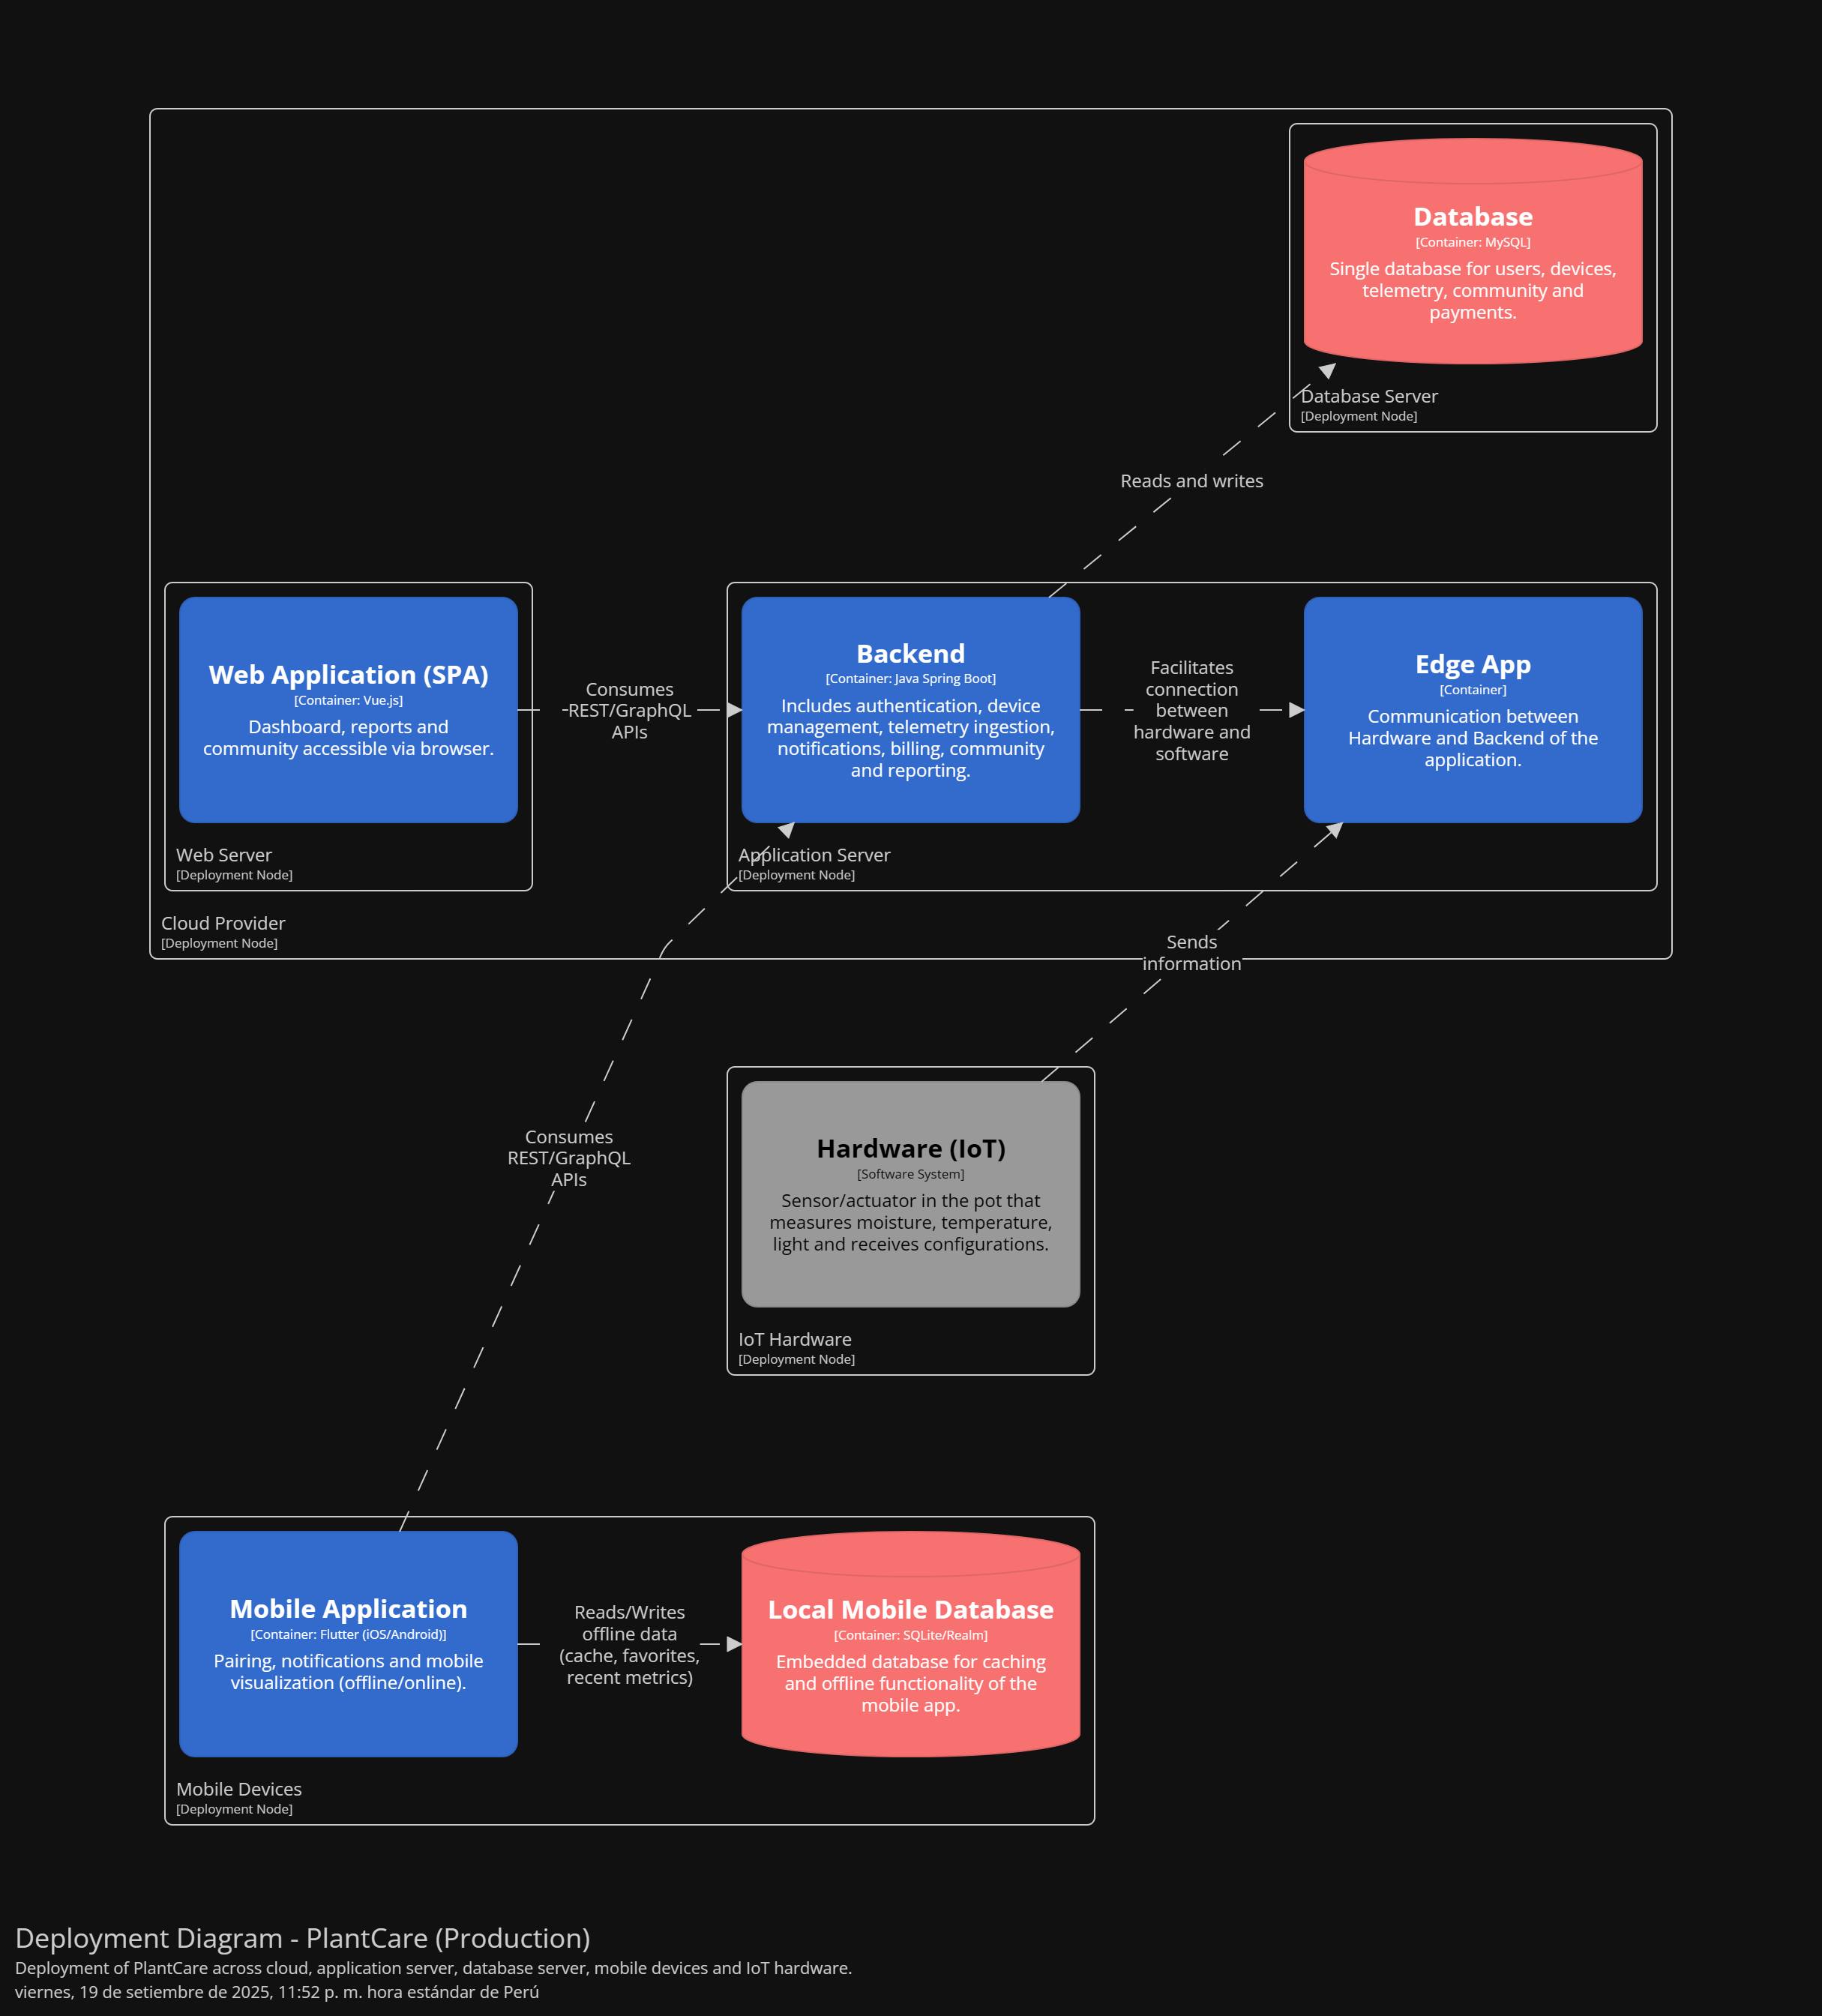 Database
[Container: MySQL]
Single database for users, devices,
telemetry, community and
payments.
Database Server
[Deployment Node]
Reads and writes
Web Application (SPA)
[Container: Vue.js]
Dashboard, reports and
community accessible via browser.
Web Server
[Deployment Node]
Consumes
REST/GraphQL
APIs
Backend
[Container: Java Spring Boot]
Includes authentication, device
management, telemetry ingestion,
notifications, billing, community
and reporting.
Application Server
[Deployment Node]
Facilitates
connection
between
hardware and
software
Edge App
[Container]
Communication between
Hardware and Backend of the
application.
Cloud Provider
[Deployment Node]
Sends
information
Consumes
REST/GraphQL
APIs
Hardware (IoT)
[Software System]
Sensor/actuator in the pot that
measures moisture, temperature,
light and receives configurations.
IoT Hardware
[Deployment Node]
Mobile Application
[Container: Flutter (iOS/Android)]
Pairing, notifications and mobile
visualization (offline/online).
Reads/Writes
offline data
(cache, favorites,
recent metrics)
Local Mobile Database
[Container: SQLite/Realm]
Embedded database for caching
and offline functionality of the
mobile app.
Mobile Devices
[Deployment Node]
Deployment Diagram - PlantCare (Production)
Deployment of PlantCare across cloud, application server, database server, mobile devices and IoT hardware.
viernes, 19 de setiembre de 2025, 11:52 p. m. hora estándar de Perú